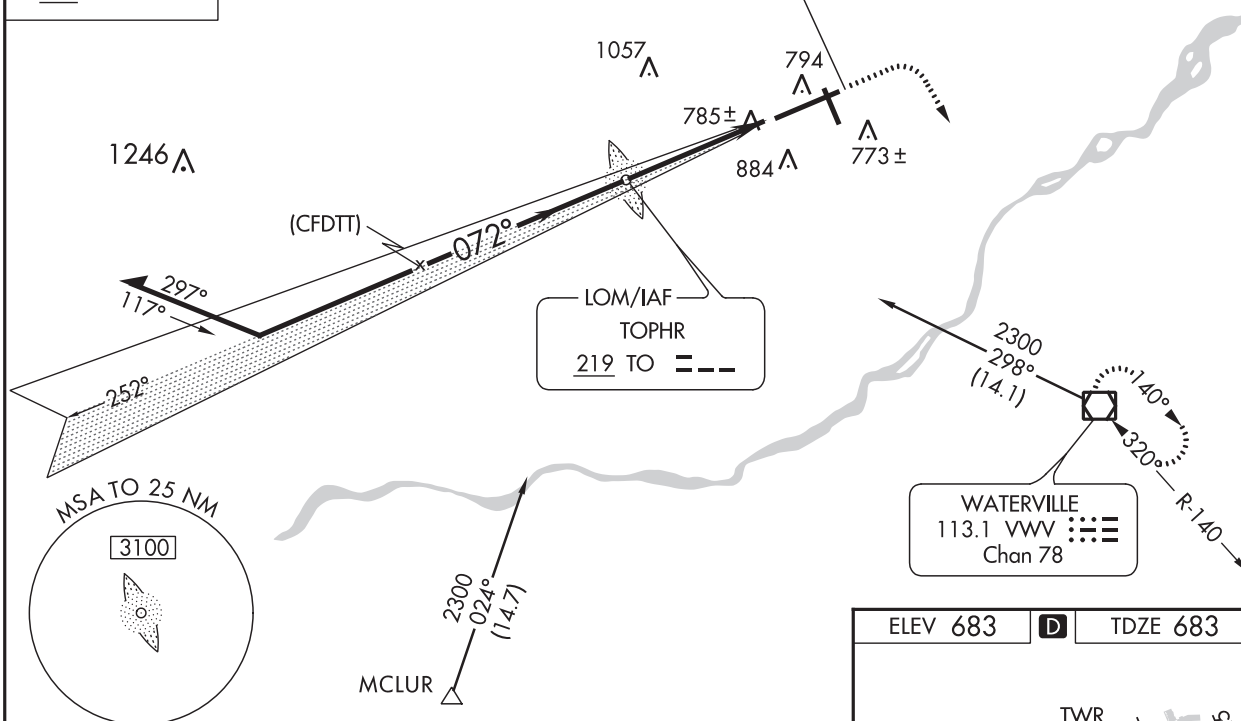 1057
794
785±
1246
884
773±
(CFDTT)
072°
297°
117°
LOM/IAF
TOPHR
219 TO
252°
2300
298°
(14.1)
140°
320°
R-140
MSA TO 25 NM
3100
WATERVILLE
113.1 VWV
Chan 78
2300
024°
(14.7)
MCLUR
ELEV 683 D TDZE 683
TWR